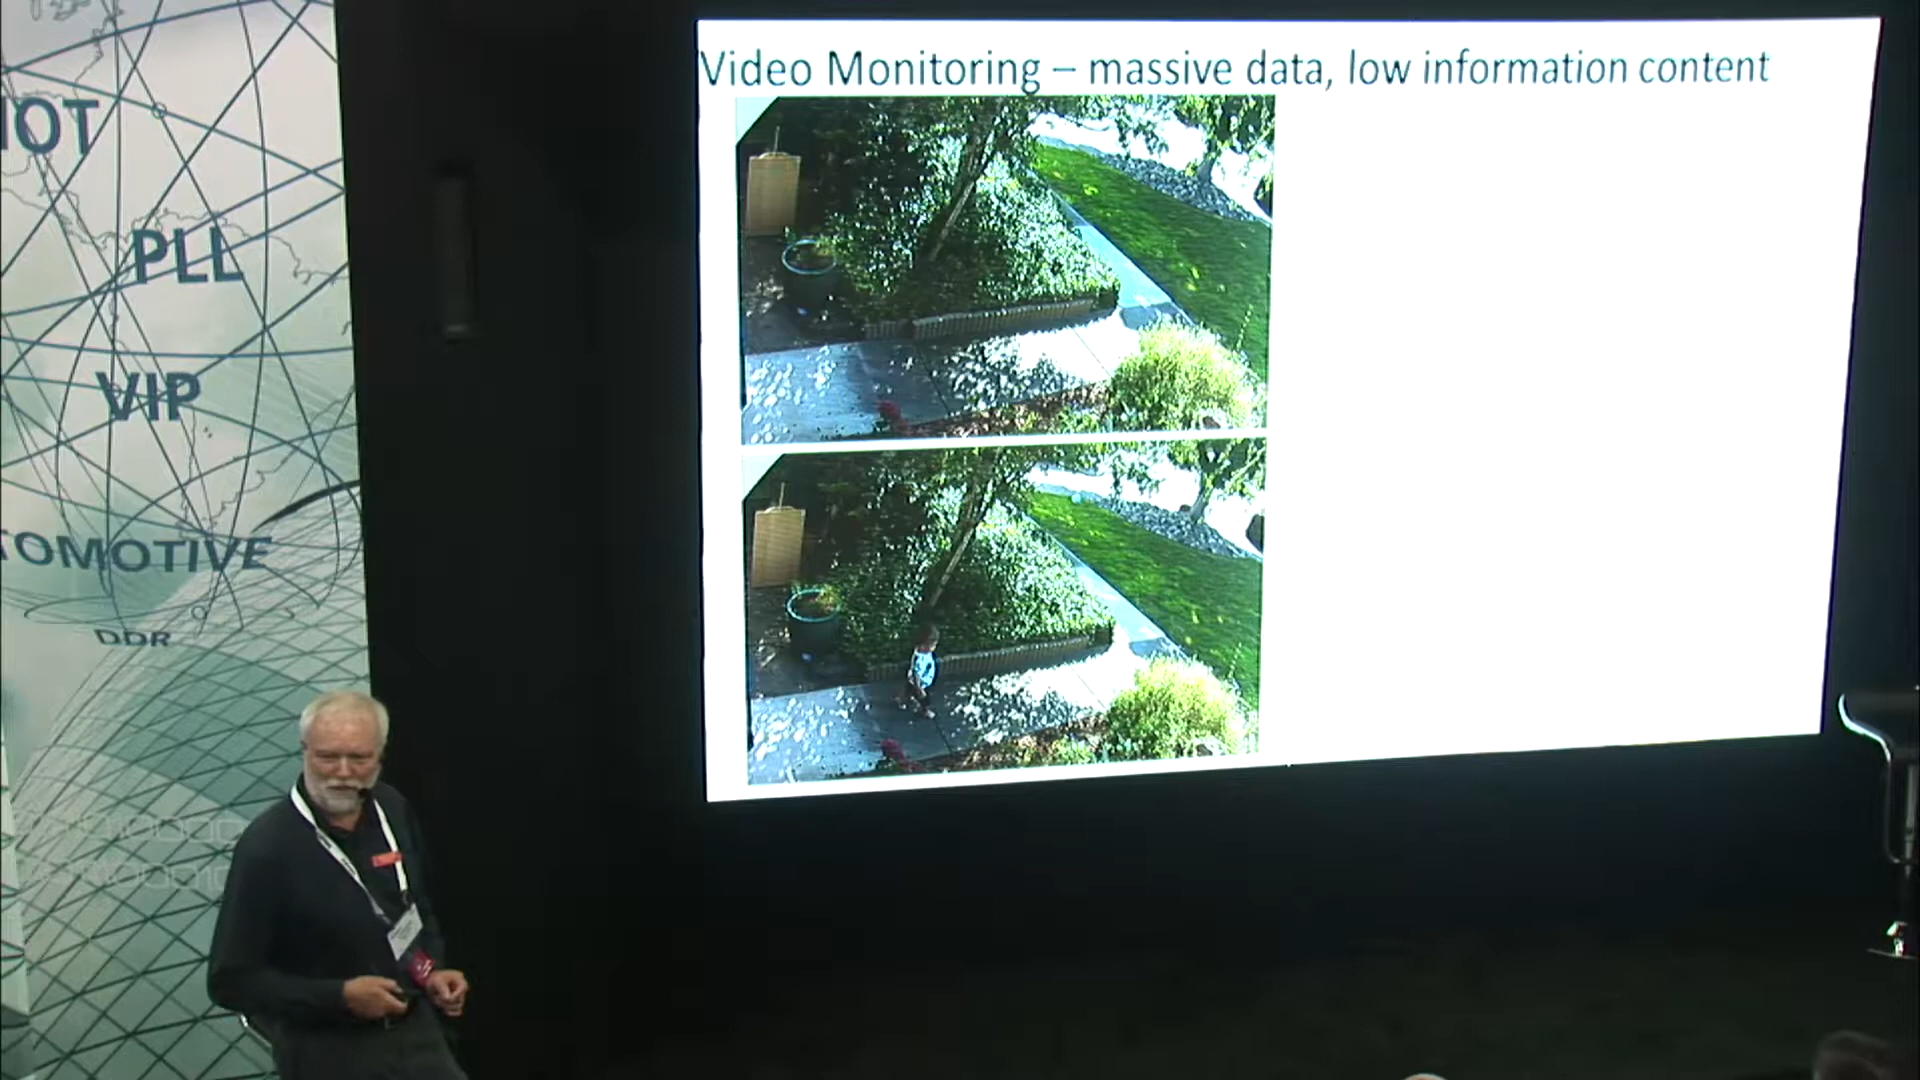 IOT
PLL
VIP
TOMOTIVE
DDR
Video Monitoring – massive data, low information content